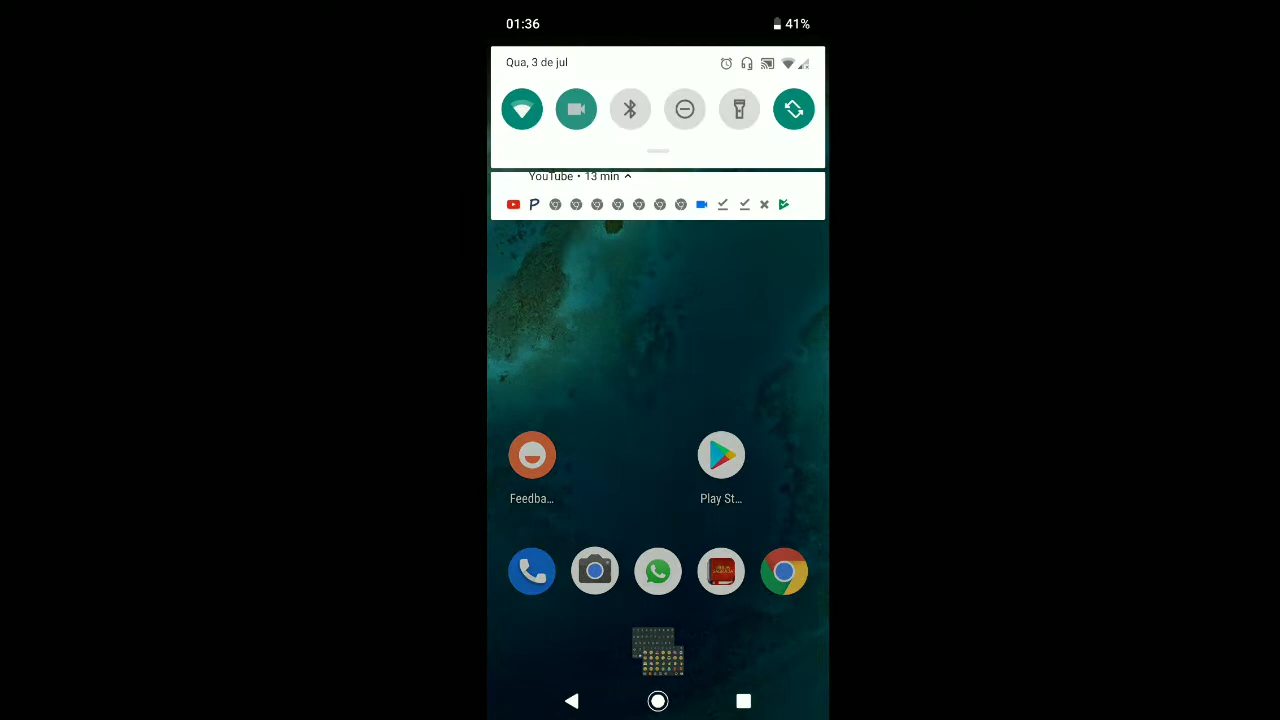 01:36
41%
Qua, 3 de jul
YouTube • 13 min
Feedba...
Play St...